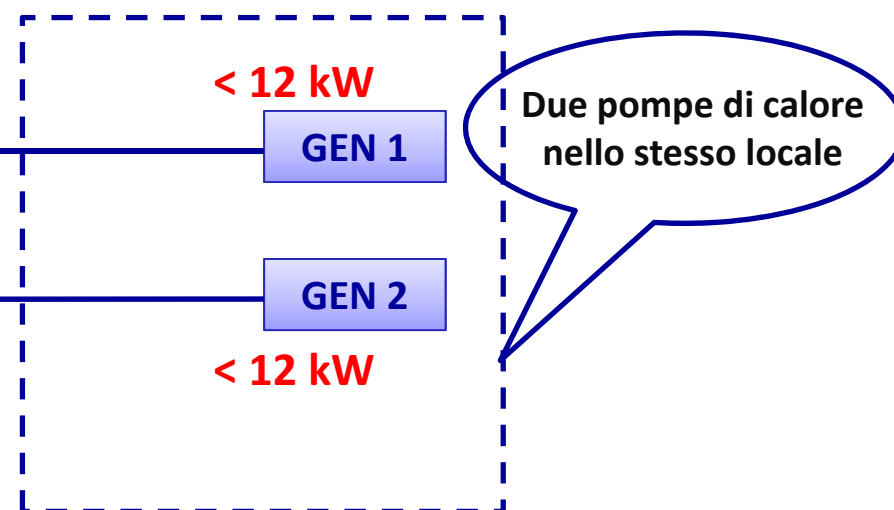 < 12 kW
GEN 1
Due pompe di calore
nello stesso locale
GEN 2
< 12 kW